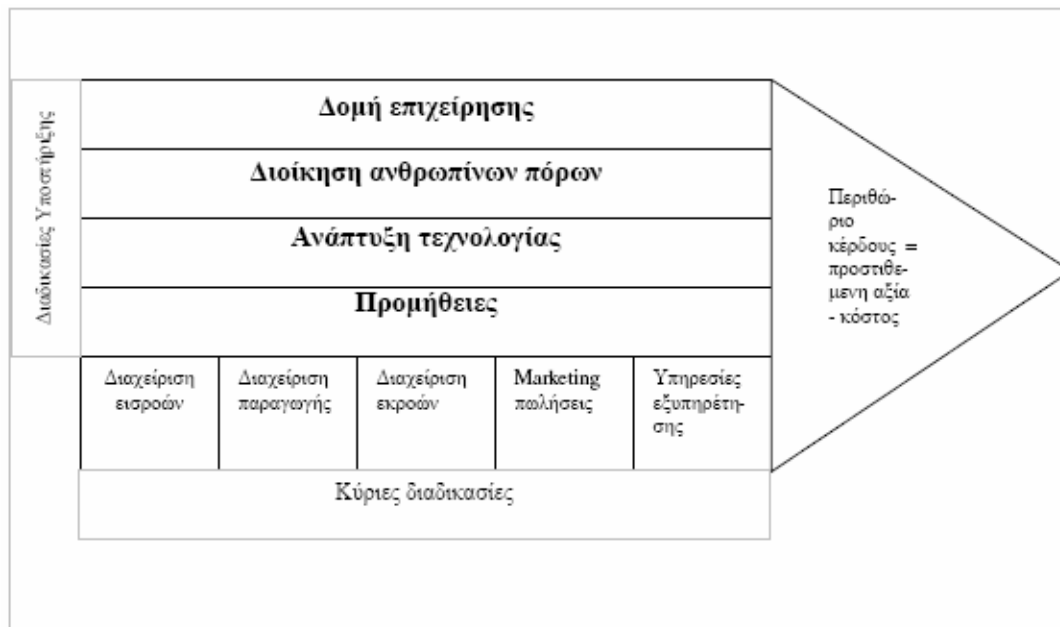 Διαδικασίες Υποστήριξης
Δομή επιχείρησης
Διοίκηση ανθρωπίνων πόρων
Ανάπτυξη τεχνολογίας
Προμήθειες
Περιθώ-
ριο
κέρδους =
προστιθε-
μενη αξία
- κόστος
Διαχείριση
εισροών
Διαχείριση
παραγωγής
Διαχείριση
εκροών
Marketing
πωλήσεις
Υπηρεσίες
εξυπηρέτη-
σης
Κύριες διαδικασίες